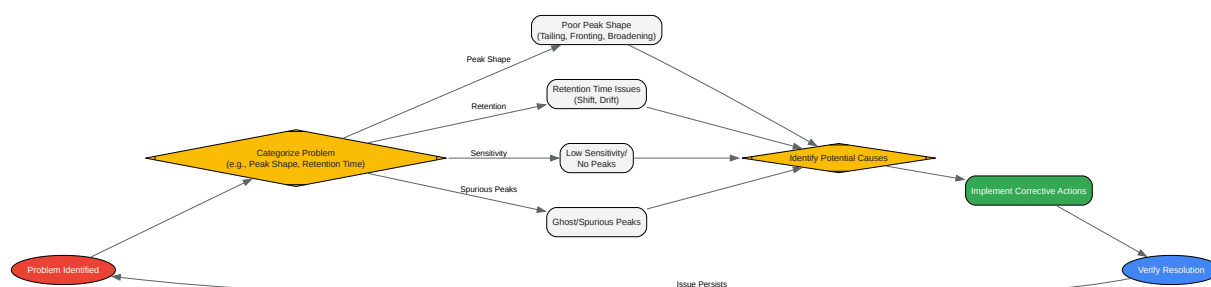 Poor Peak Shape
(Tailing, Fronting, Broadening)
Peak Shape
Retention Time Issues
(Shift, Drift)
Retention
Categorize Problem
(e.g., Peak Shape, Retention Time)
Sensitivity
Low Sensitivity/
No Peaks
Identify Potential Causes
Spurious Peaks
Implement Corrective Actions
Ghost/Spurious Peaks
Problem Identified
Verify Resolution
Issue Persists